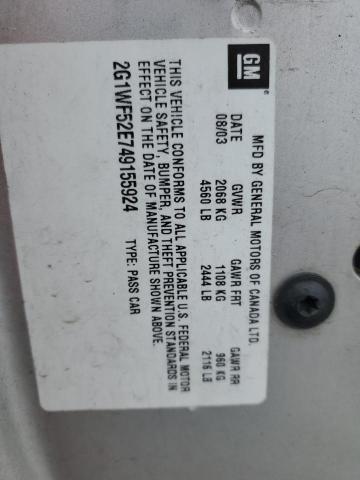 GM
MFD BY GENERAL MOTORS OF CANADA LTD.
DATE GVWR GAWR FRT GAWR RR
08/03 2068 KG 1108 KG 960 KG
4560 LB 2444 LB 2116 LB
THIS VEHICLE CONFORMS TO ALL APPLICABLE U.S. FEDERAL MOTOR
VEHICLE SAFETY, BUMPER, AND THEFT PREVENTION STANDARDS IN
EFFECT ON THE DATE OF MANUFACTURE SHOWN ABOVE.
2G1WF52E749155924 TYPE: PASS CAR